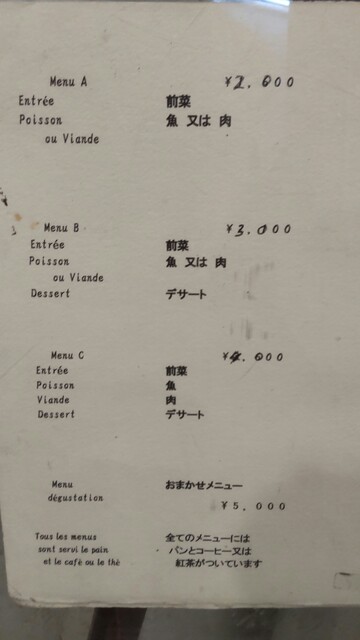 Menu A ¥2.000
Entrée 前菜
Poisson 魚 又は 肉
ou Viande
Menu B ¥3.000
Entrée 前菜
Poisson 魚 又は 肉
ou Viande
Dessert デザート
Menu C ¥4.000
Entrée 前菜
Poisson 魚
Viande 肉
Dessert デザート
Menu おまかせメニュー
dégustation
¥5.000
Tous les menus 全てのメニューには
sont servi le pain パンとコーヒー又は
et le café ou le thè 紅茶がついています